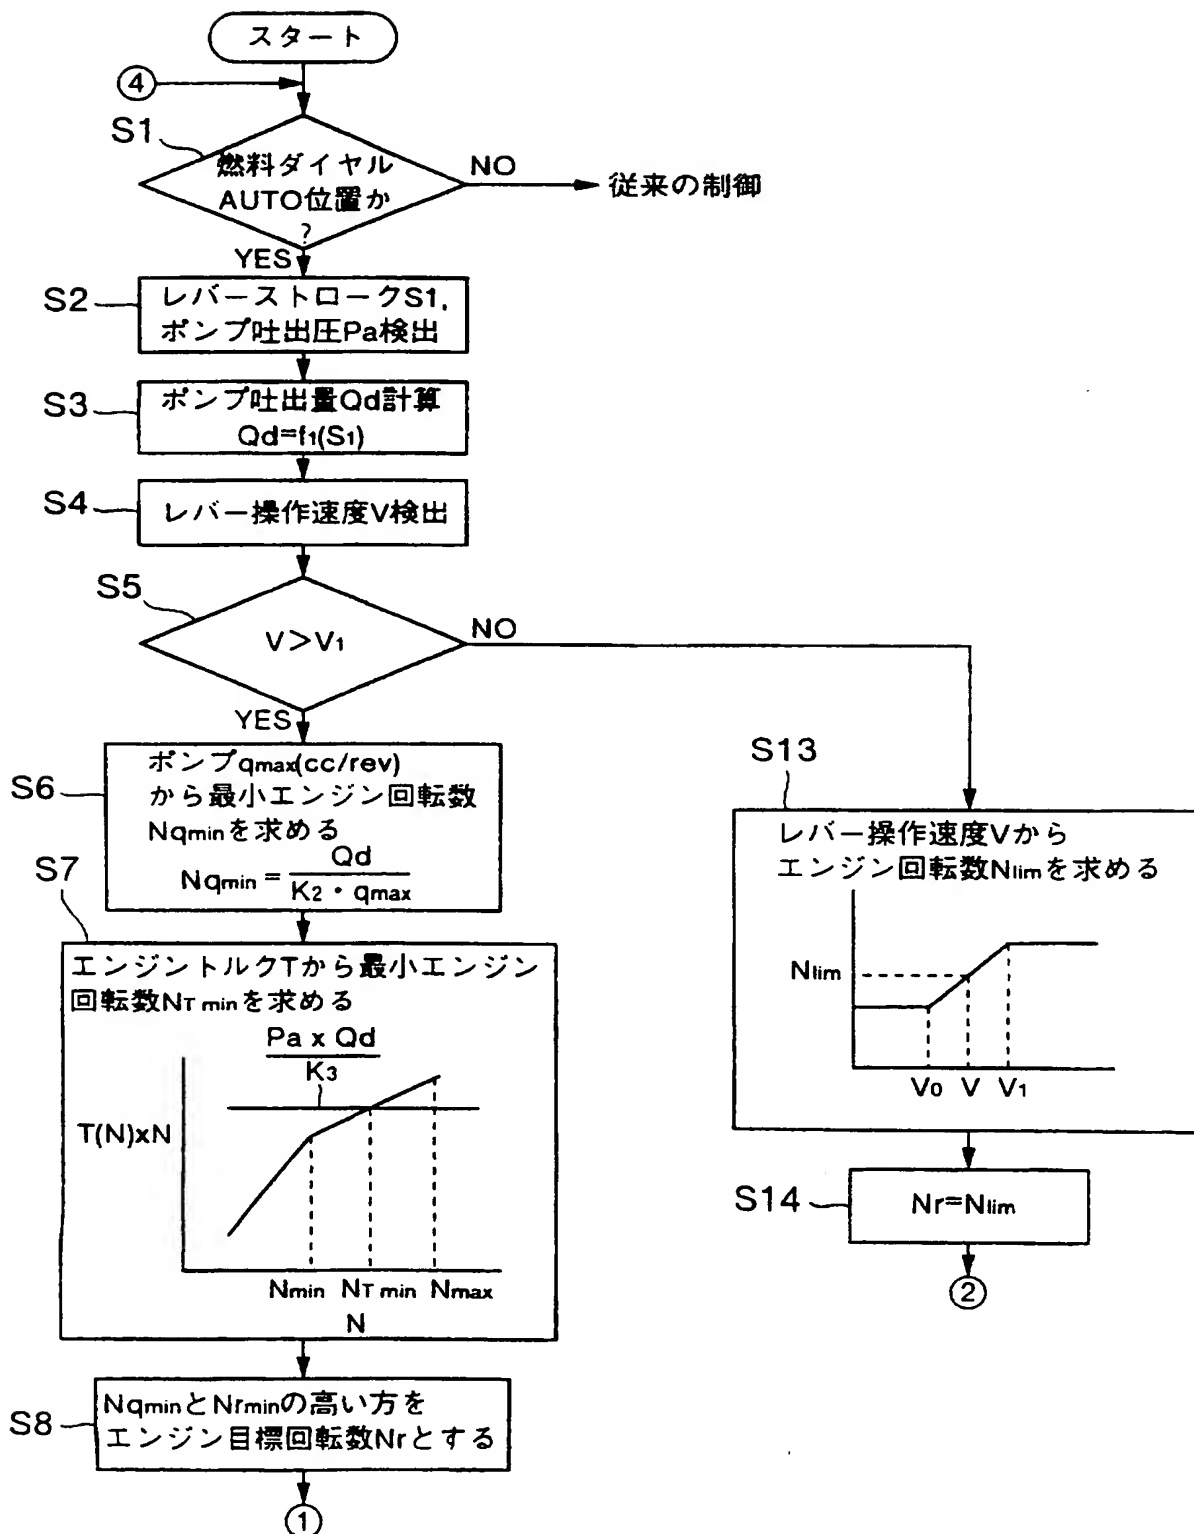 スタート
④
S1
燃料ダイヤル
AUTO位置か
?
NO
従来の制御
YES
S2
レバーストロークS1,
ポンプ吐出圧Pa検出
S3
ポンプ吐出量Qd計算
Qd=f1(S1)
S4
レバー操作速度V検出
S5
V>V1
NO
YES
S6
ポンプqmax(cc/rev)
から最小エンジン回転数
Nqminを求める
Nqmin=Qd/K2・qmax
S7
エンジントルクTから最小エンジン
回転数NT minを求める
Pa x Qd
K3
T(N)xN
Nmin NT min Nmax
N
S8
NqminとNrminの高い方を
エンジン目標回転数Nrとする
①
S13
レバー操作速度Vから
エンジン回転数Nlimを求める
Nlim
V0 V V1
S14
Nr=Nlim
②